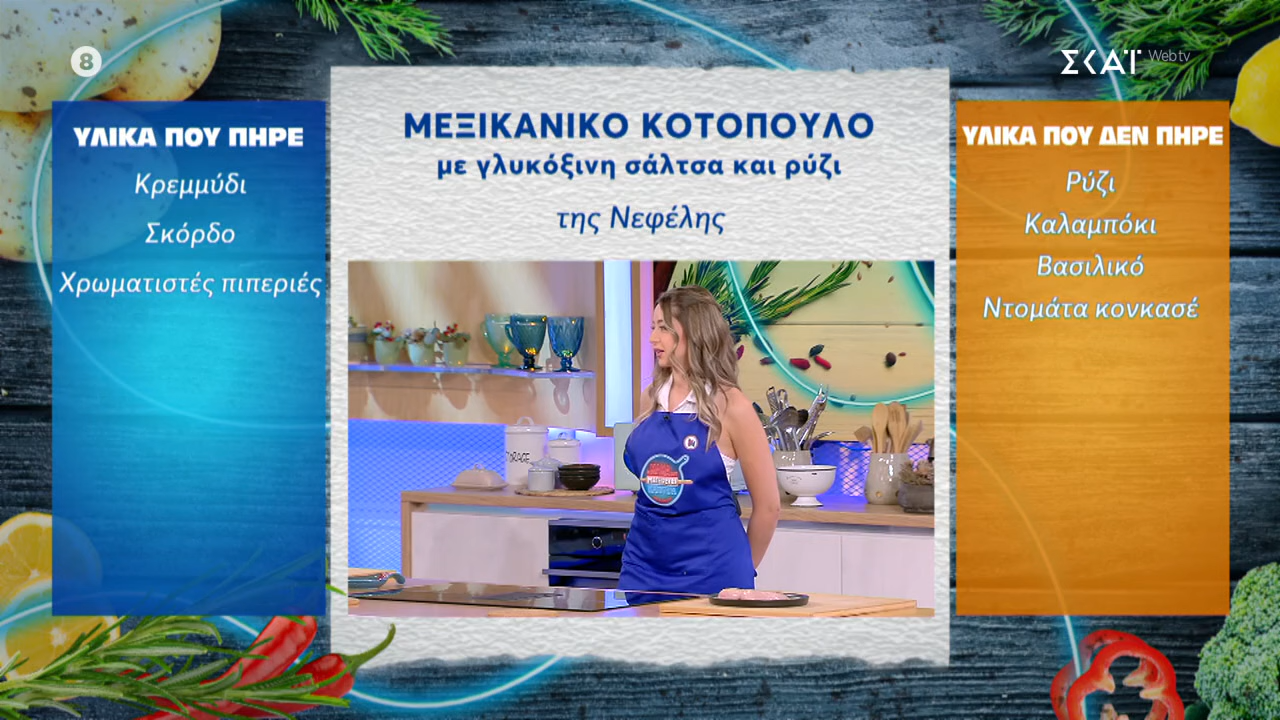 8
ΣΚΑΪ Webtv
ΥΛΙΚΑ ΠΟΥ ΠΗΡΕ
Κρεμμύδι
Σκόρδο
Χρωματιστές πιπεριές
ΜΕΞΙΚΑΝΙΚΟ ΚΟΤΟΠΟΥΛΟ
με γλυκόξινη σάλτσα και ρύζι
της Νεφέλης
ΥΛΙΚΑ ΠΟΥ ΔΕΝ ΠΗΡΕ
Ρύζι
Καλαμπόκι
Βασιλικό
Ντομάτα κονκασέ